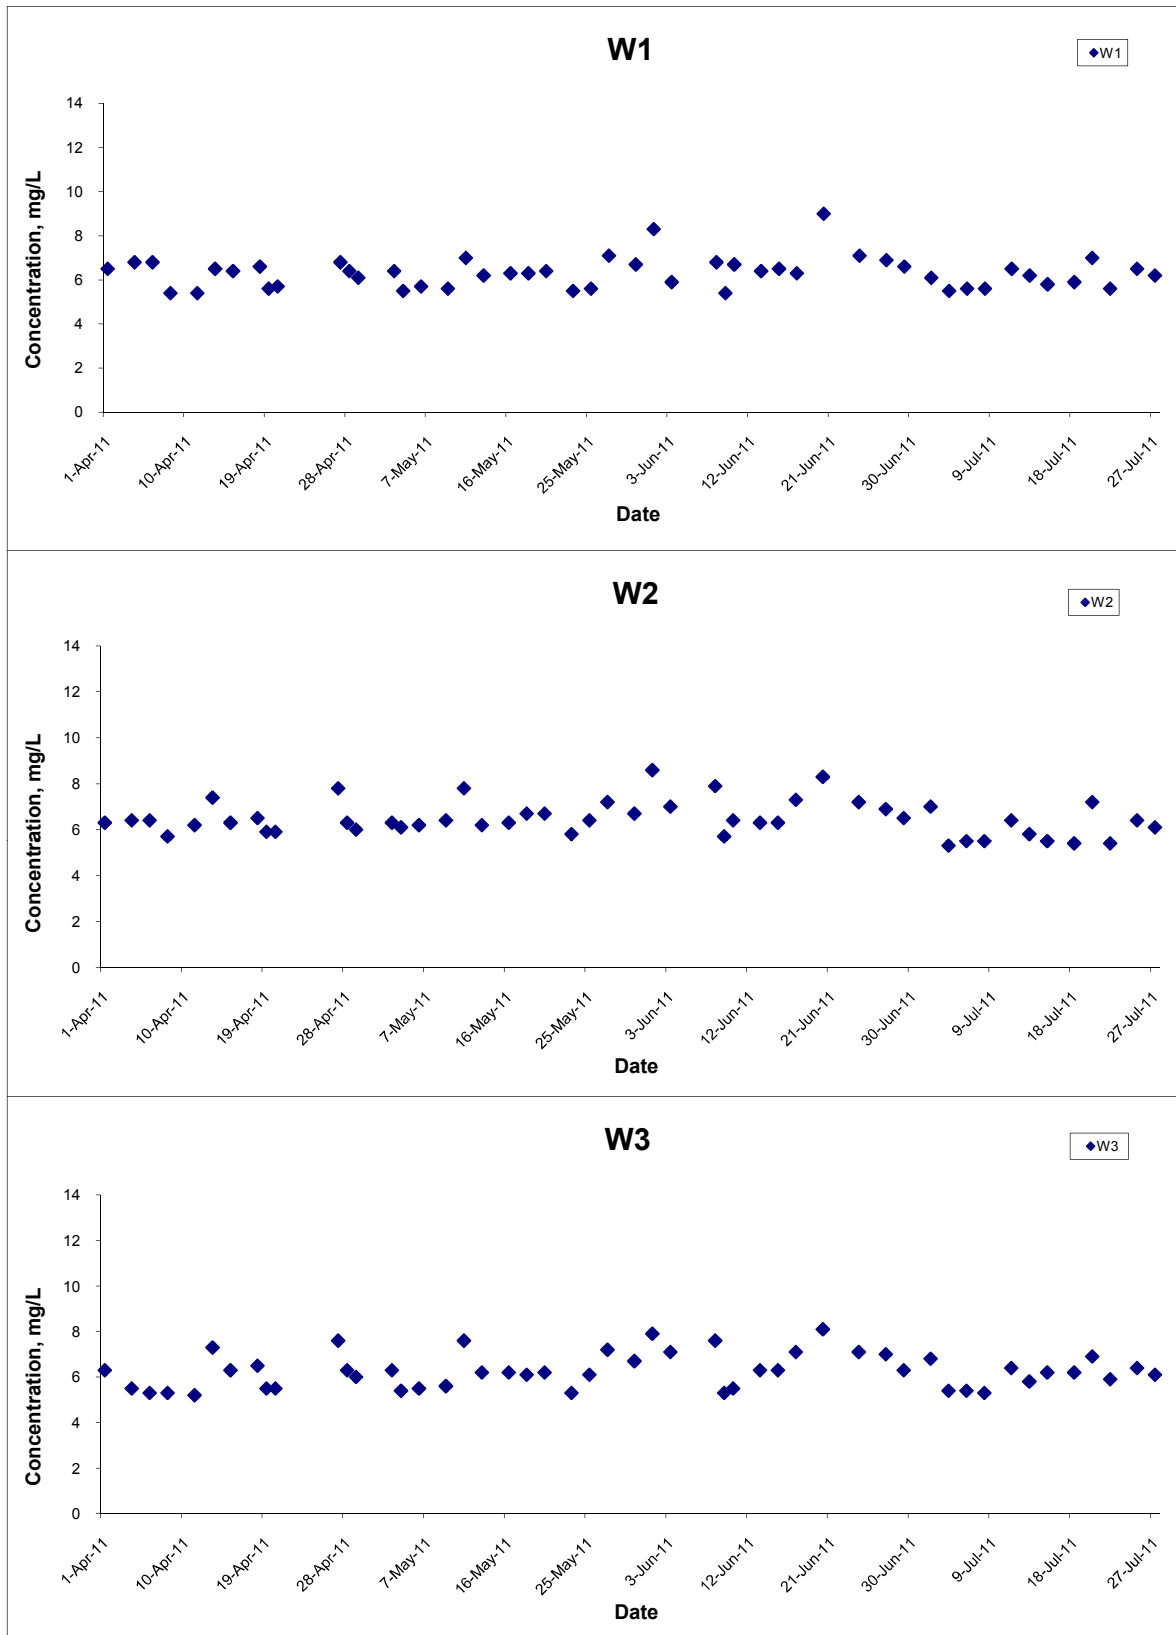 W1
W1
14
12
10
8
6
4
2
0
Concentration, mg/L
1-Apr-11
10-Apr-11
19-Apr-11
28-Apr-11
7-May-11
16-May-11
25-May-11
3-Jun-11
12-Jun-11
21-Jun-11
30-Jun-11
9-Jul-11
18-Jul-11
27-Jul-11
Date
W2
W2
14
12
10
8
6
4
2
0
Concentration, mg/L
1-Apr-11
10-Apr-11
19-Apr-11
28-Apr-11
7-May-11
16-May-11
25-May-11
3-Jun-11
12-Jun-11
21-Jun-11
30-Jun-11
9-Jul-11
18-Jul-11
27-Jul-11
Date
W3
W3
14
12
10
8
6
4
2
0
Concentration, mg/L
1-Apr-11
10-Apr-11
19-Apr-11
28-Apr-11
7-May-11
16-May-11
25-May-11
3-Jun-11
12-Jun-11
21-Jun-11
30-Jun-11
9-Jul-11
18-Jul-11
27-Jul-11
Date